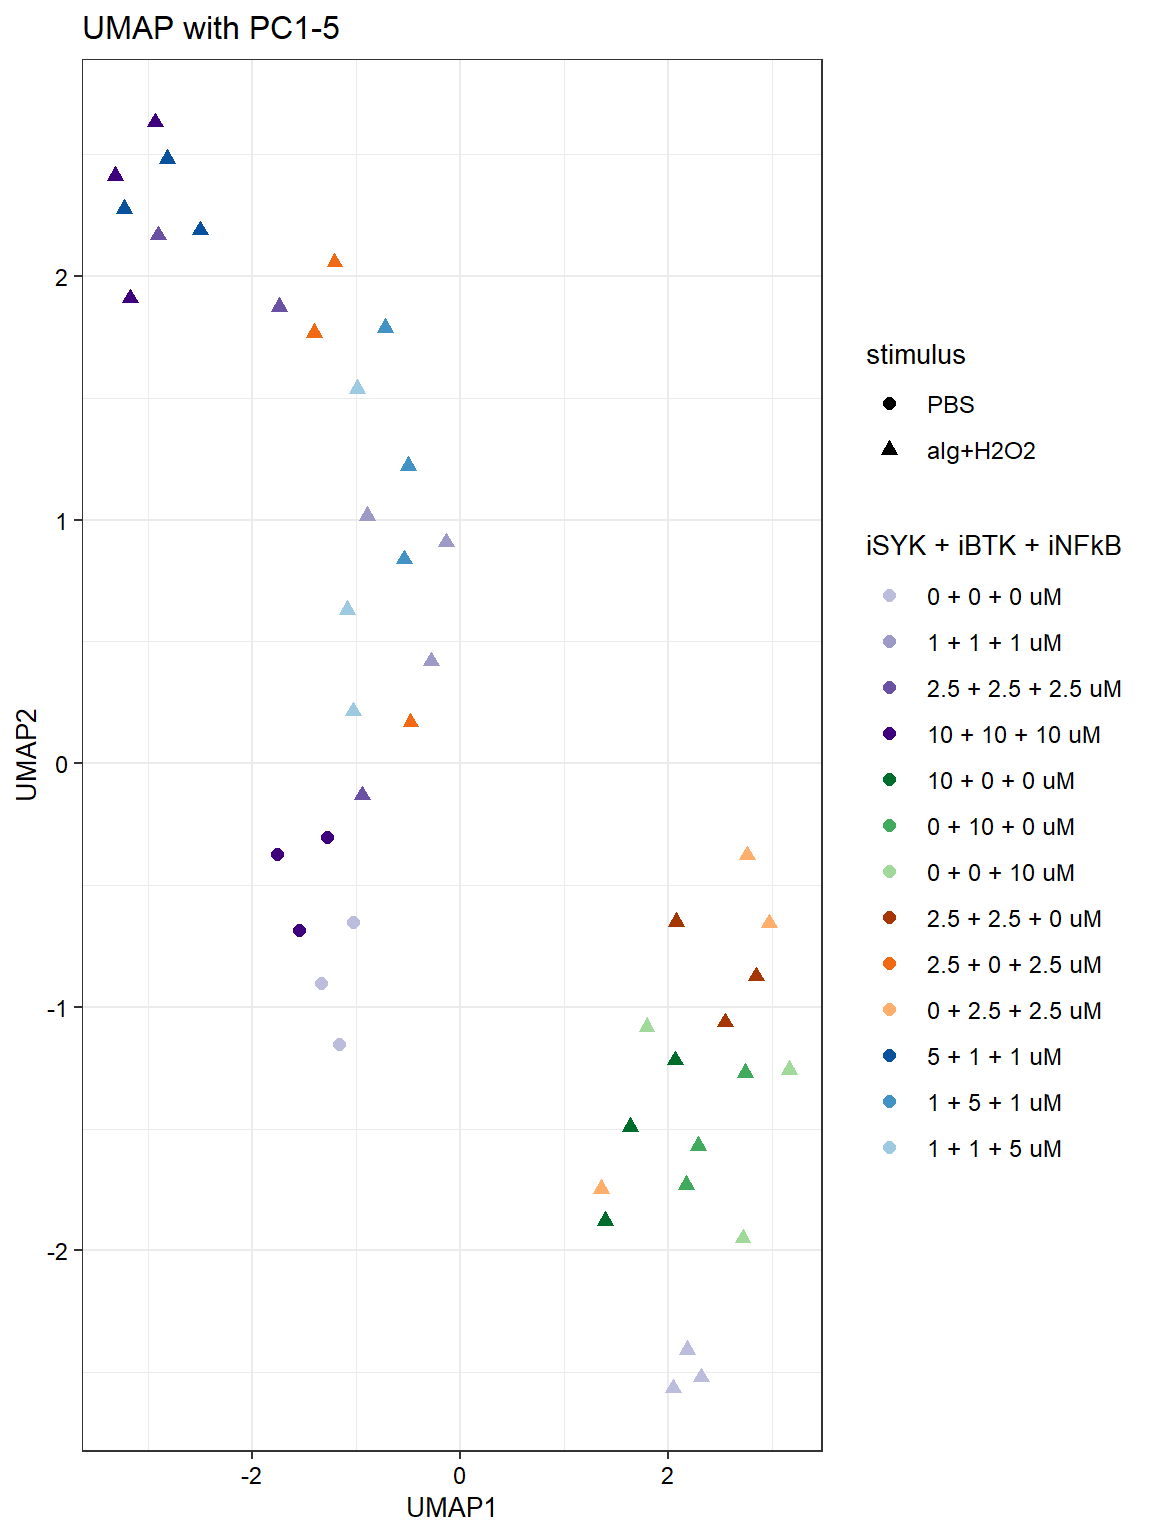 UMAP with PC1-5
UMAP2
2
1
0
-1
-2
-2
0
2
UMAP1
stimulus
PBS
aIg+H2O2
iSYK + iBTK + iNFkB
0 + 0 + 0 uM
1 + 1 + 1 uM
2.5 + 2.5 + 2.5 uM
10 + 10 + 10 uM
10 + 0 + 0 uM
0 + 10 + 0 uM
0 + 0 + 10 uM
2.5 + 2.5 + 0 uM
2.5 + 0 + 2.5 uM
0 + 2.5 + 2.5 uM
5 + 1 + 1 uM
1 + 5 + 1 uM
1 + 1 + 5 uM